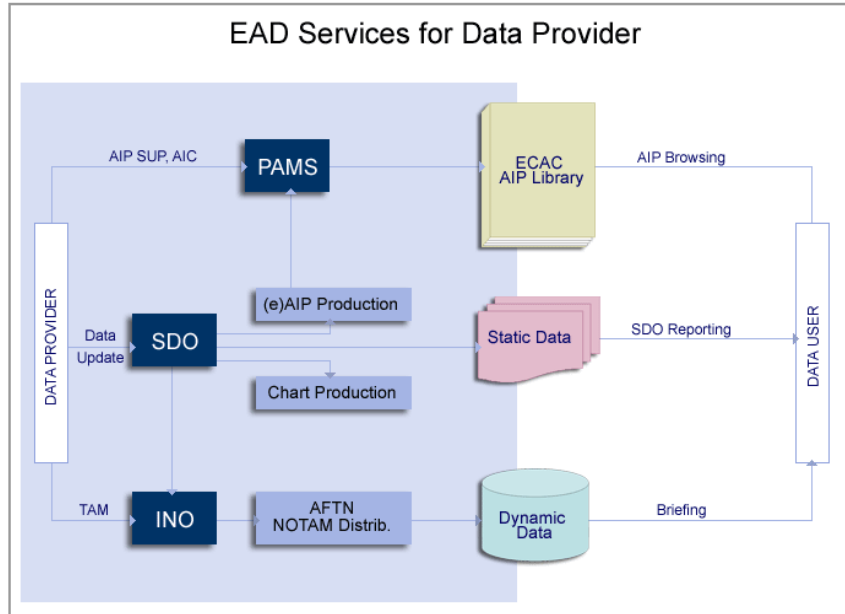 EAD Services for Data Provider
AIP SUP, AIC
PAMS
ECAC
AIP Library
AIP Browsing
DATA PROVIDER
Data
Update
SDO
(e)AIP Production
Static Data
SDO Reporting
DATA USER
Chart Production
TAM
INO
AFTN
NOTAM Distrib.
Dynamic
Data
Briefing